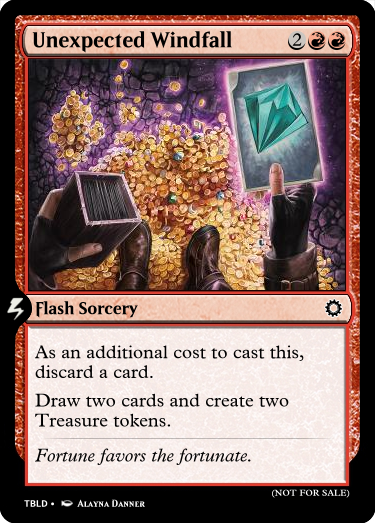 Unexpected Windfall 2
Flash Sorcery
As an additional cost to cast this,
discard a card.
Draw two cards and create two
Treasure tokens.
Fortune favors the fortunate.
(NOT FOR SALE)
TBLD • Alayna Danner